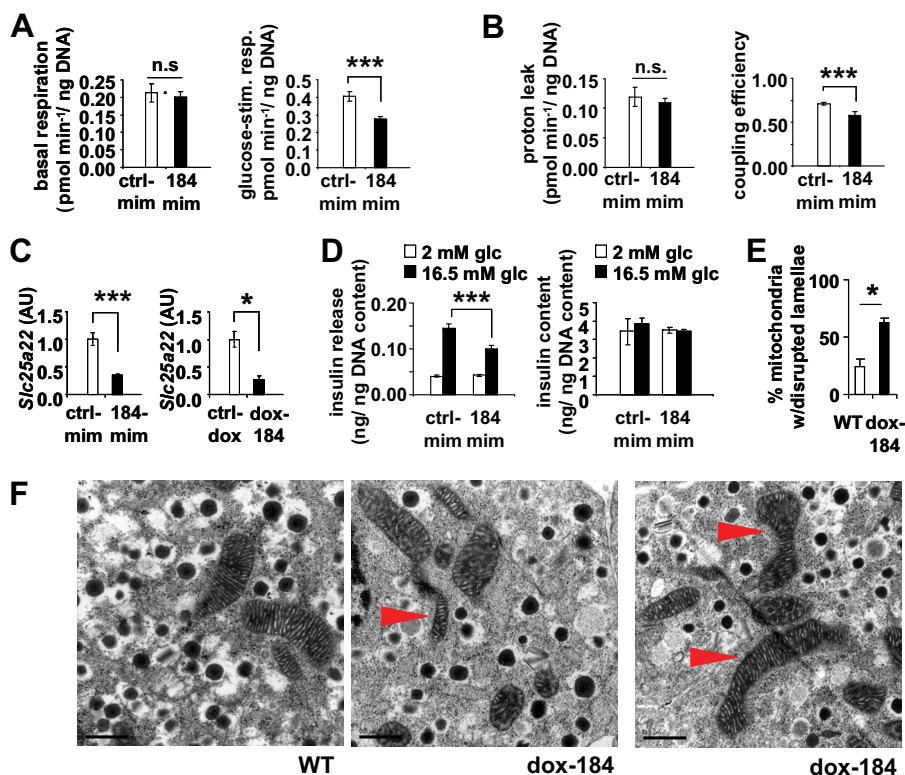 A
basal respiration
(pmol min⁻¹/ ng DNA)
0.25
0.20
0.15
0.10
0.05
0.00
n.s
ctrl- 184
mim mim
glucose-stim. resp.
pmol min⁻¹/ ng DNA)
0.5
0.4
0.3
0.2
0.1
***
ctrl- 184
mim mim
B
proton leak
(pmol min⁻¹/ ng DNA)
0.20
0.15
0.10
0.05
0.00
n.s.
ctrl- 184
mim mim
coupling efficiency
1.00
0.75
0.50
0.00
***
ctrl- 184
mim mim
C
Slc25a22 (AU)
1.5
1.0
0.5
0.0
***
ctrl- 184-
mim mim
Slc25a22 (AU)
1.5
1.0
0.5
0.0
*
ctrl- dox-
dox 184
D
2 mM glc
16.5 mM glc
insulin release
(ng/ ng DNA content)
0.20
0.10
0.00
***
ctrl- 184
mim mim
2 mM glc
16.5 mM glc
insulin content
(ng/ ng DNA content)
5
4
3
2
1
0
ctrl- 184
mim mim
E
% mitochondria
w/disrupted lamellae
100
50
0
*
WT dox-
184
F
WT
dox-184
dox-184